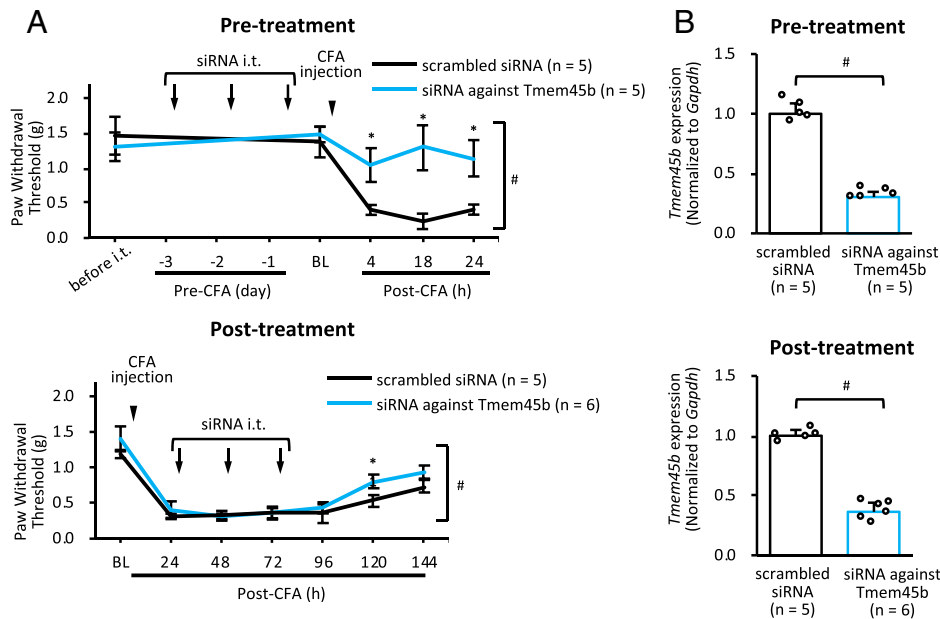 A
Pre-treatment
siRNA i.t.
CFA
injection
scrambled siRNA (n = 5)
siRNA against Tmem45b (n = 5)
Paw Withdrawal
Threshold (g)
2.0
1.5
1.0
0.5
0.0
* * *
#
before i.t. -3 -2 -1 BL 4 18 24
Pre-CFA (day) Post-CFA (h)
Post-treatment
CFA
injection
scrambled siRNA (n = 5)
siRNA against Tmem45b (n = 6)
siRNA i.t.
Paw Withdrawal
Threshold (g)
2.0
1.5
1.0
0.5
0.0
*
#
BL 24 48 72 96 120 144
Post-CFA (h)
B
Pre-treatment
Tmem45b expression
(Normalized to Gapdh)
1.5
1.0
0.5
0.0
#
scrambled
siRNA
(n = 5)
siRNA against
Tmem45b
(n = 5)
Post-treatment
Tmem45b expression
(Normalized to Gapdh)
1.5
1.0
0.5
0.0
#
scrambled
siRNA
(n = 5)
siRNA against
Tmem45b
(n = 6)